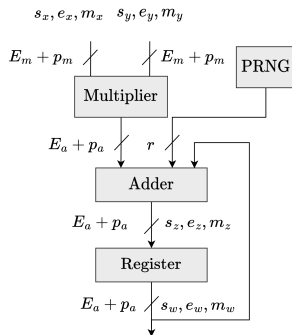 s_x, e_x, m_x s_y, e_y, m_y
E_m + p_m E_m + p_m
PRNG
Multiplier
E_a + p_a r
Adder
E_a + p_a s_z, e_z, m_z
Register
E_a + p_a s_w, e_w, m_w